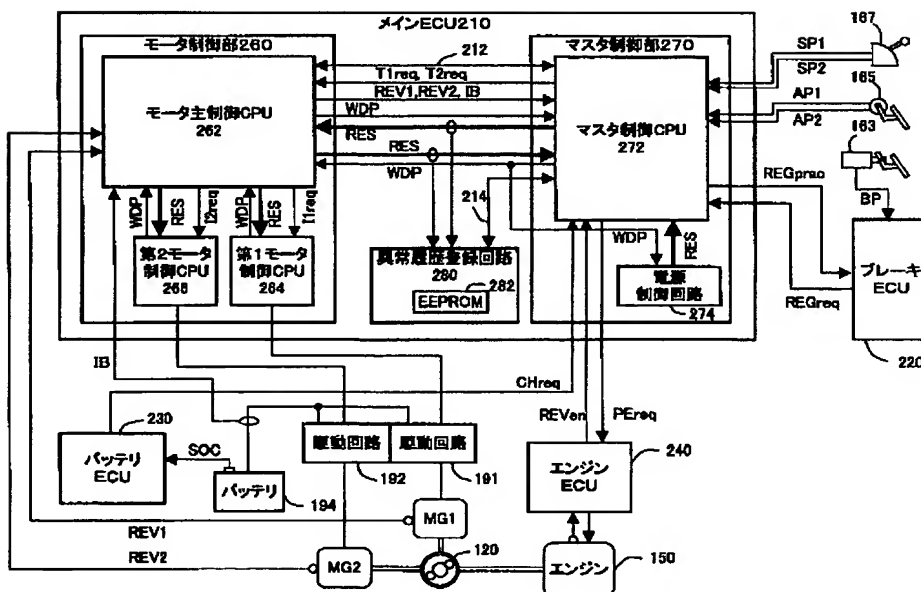 メインECU210
モータ制御部260
マスタ制御部270
212
T1req, T2req
REV1,REV2, IB
WDP
RES
RES
WDP
モータ主制御CPU
262
マスタ制御CPU
272
SP1
SP2
167
AP1
165
AP2
163
BP
REGprac
REGreq
ブレーキ
ECU
220
WDP
RES
I2req
WDP
RES
I1req
第2モータ
制御CPU
266
第1モータ
制御CPU
264
214
異常履歴登録回路
280
282
EEPROM
WDP
RES
電源
制御回路
274
IB
CHreq
REVen
PEreq
230
バッテリ
ECU
SOC
バッテリ
194
駆動回路
192
駆動回路
191
240
エンジン
ECU
REV1
REV2
MG1
MG2
120
エンジン
150